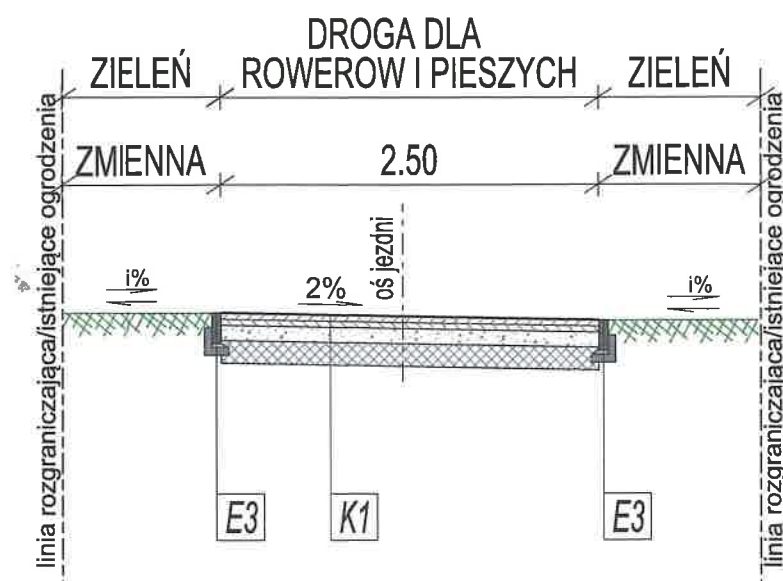 DROGA DLA
ZIELEŃ ROWEROW I PIESZYCH ZIELEŃ
ZMIENNA 2.50 ZMIENNA
linia rozgraniczająca/istniejące ogrodzenia
oś jezdni
i% 2% i%
E3 K1 E3
linia rozgraniczająca/istniejące ogrodzenia